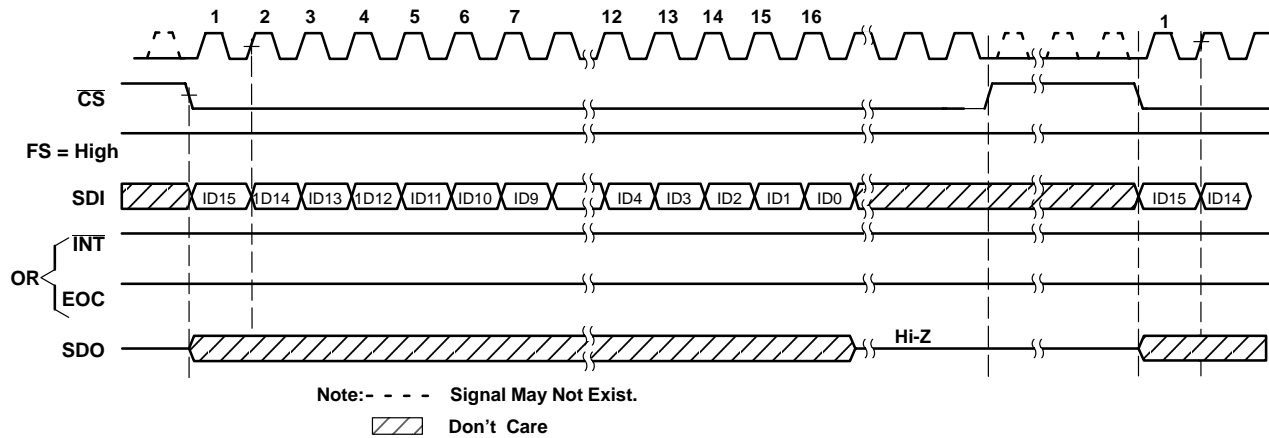 1 2 3 4 5 6 7 12 13 14 15 16 1
CS
FS = High
SDI ID15 1D14 ID13 1D12 ID11 ID10 ID9 ID4 ID3 ID2 ID1 ID0 ID15 ID14
INT
OR
EOC
SDO Hi-Z
Note:- - - - Signal May Not Exist.
Don't Care